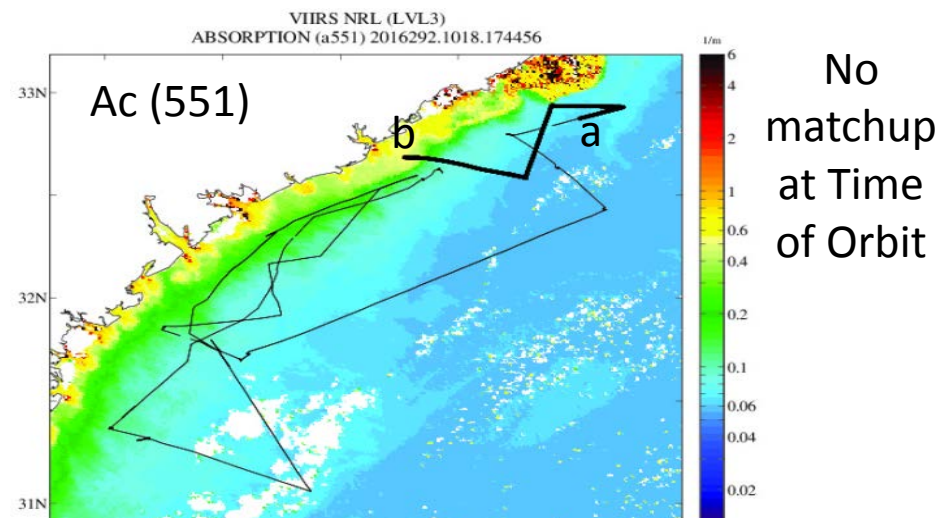 VIIRS NRL (LVL3)
ABSORPTION (a551) 2016292.1018.174456
1/m
Ac (551)
33N
32N
31N
b
a
6
4
2
1
0.6
0.4
0.2
0.1
0.06
0.04
0.02
No
matchup
at Time
of Orbit